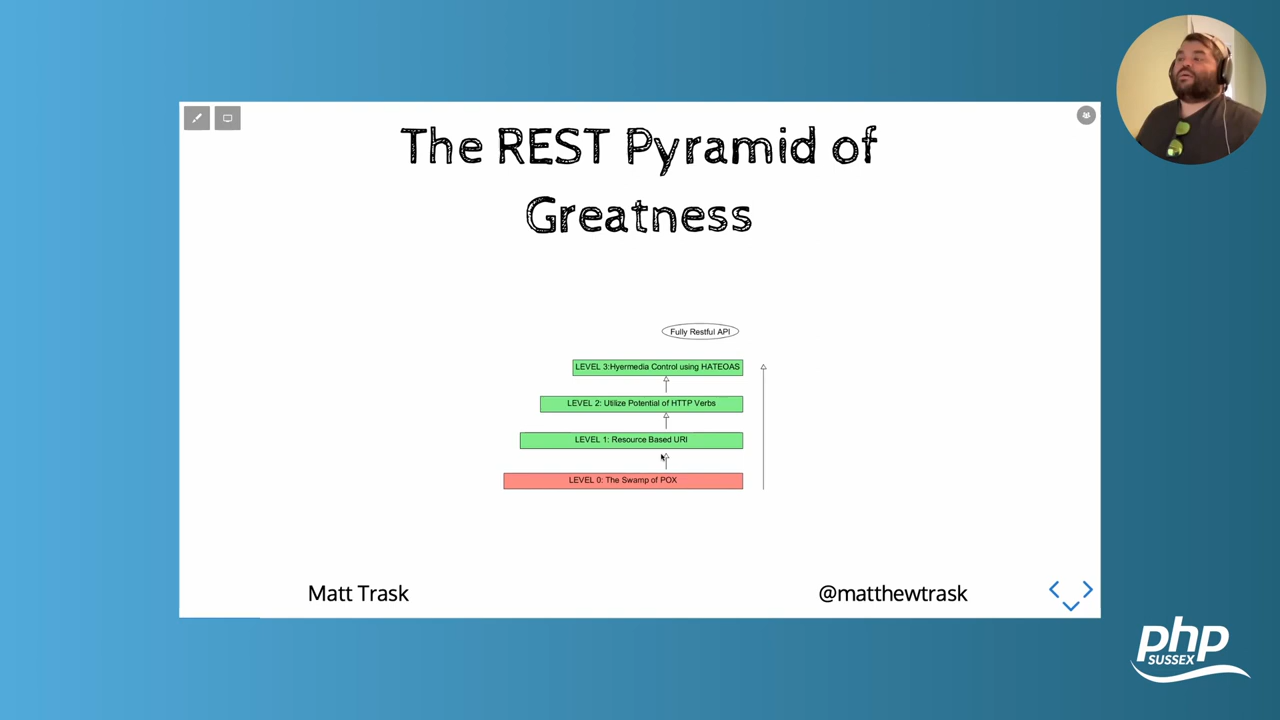 The REST Pyramid of
Greatness
Fully Restful API
LEVEL 3:Hyermedia Control using HATEOAS
LEVEL 2: Utilize Potential of HTTP Verbs
LEVEL 1: Resource Based URI
LEVEL 0: The Swamp of POX
Matt Trask
@matthewtrask
php
SUSSEX